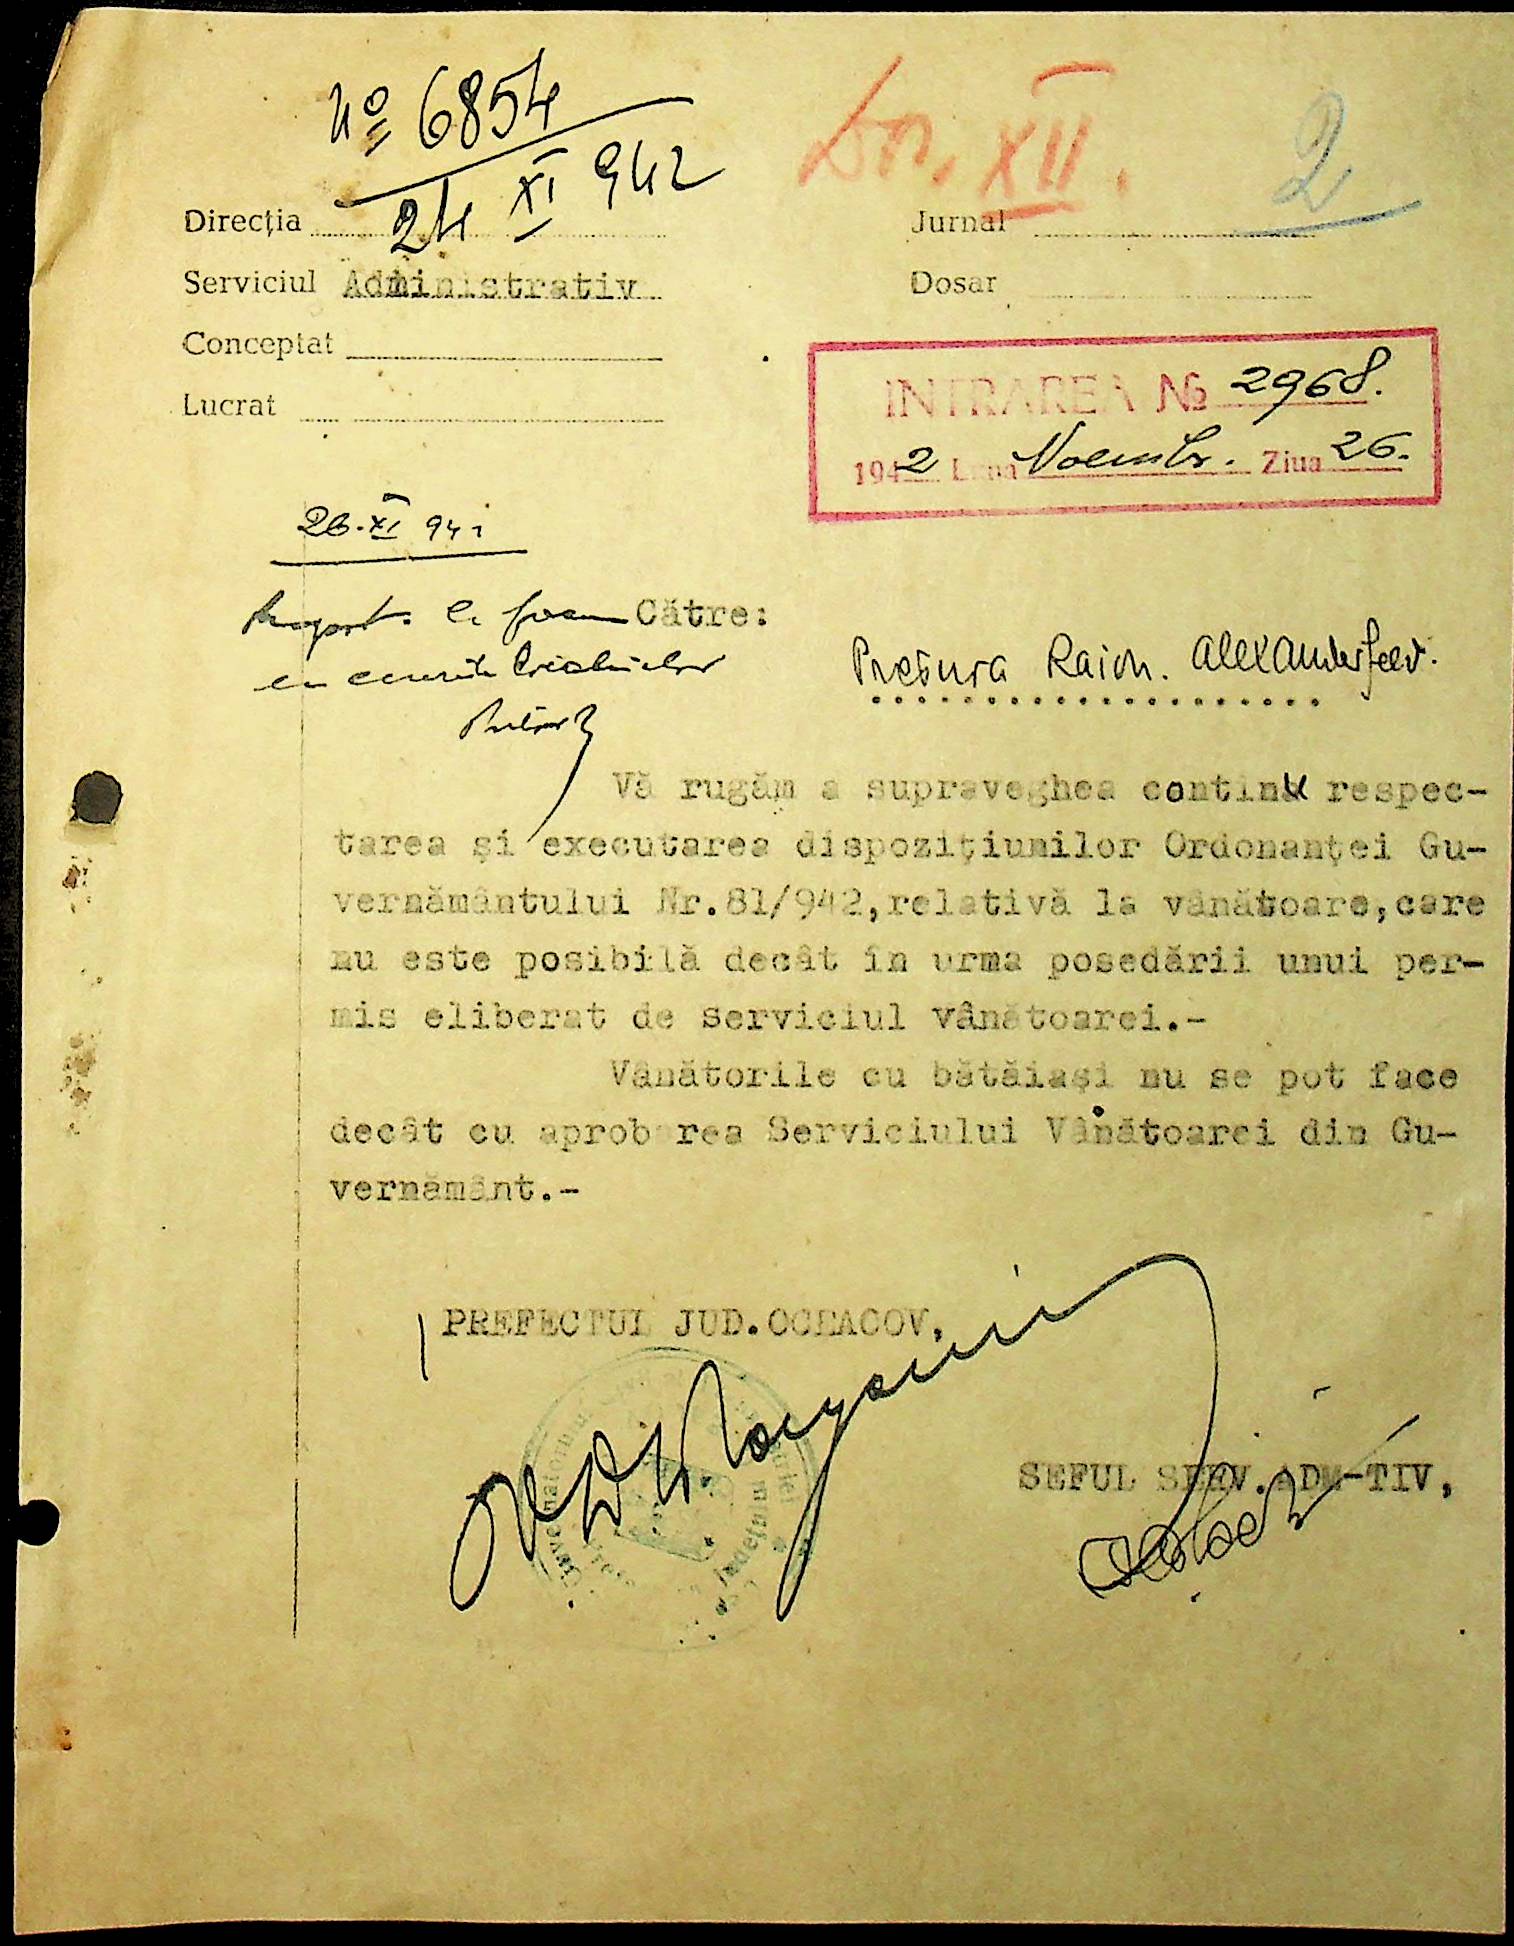 No 6854
24 XI 942
Dos. XII.
2
Direcția
Jurnal
Serviciul Administrativ
Dosar
Conceptat
Lucrat
INTRAREA No 2968.
1942 Luna Noembr. Ziua 26.
26.XI 942
Către:
Pretura Raion. Alexanderfeld.
Vă rugăm a supraveghea continu respec-
tarea și executarea dispozițiunilor Ordonanței Gu-
vernământului Nr.81/942,relativă la vânătoare,care
nu este posibilă decât în urma posedării unui per-
mis eliberat de serviciul vânătoarei.-
Vânătorile cu bătăiași nu se pot face
decât cu aprobarea Serviciului Vânătoarei din Gu-
vernământ.-
PREFECTUL JUD.OCEACOV,
SEFUL SERV.ADM-TIV,